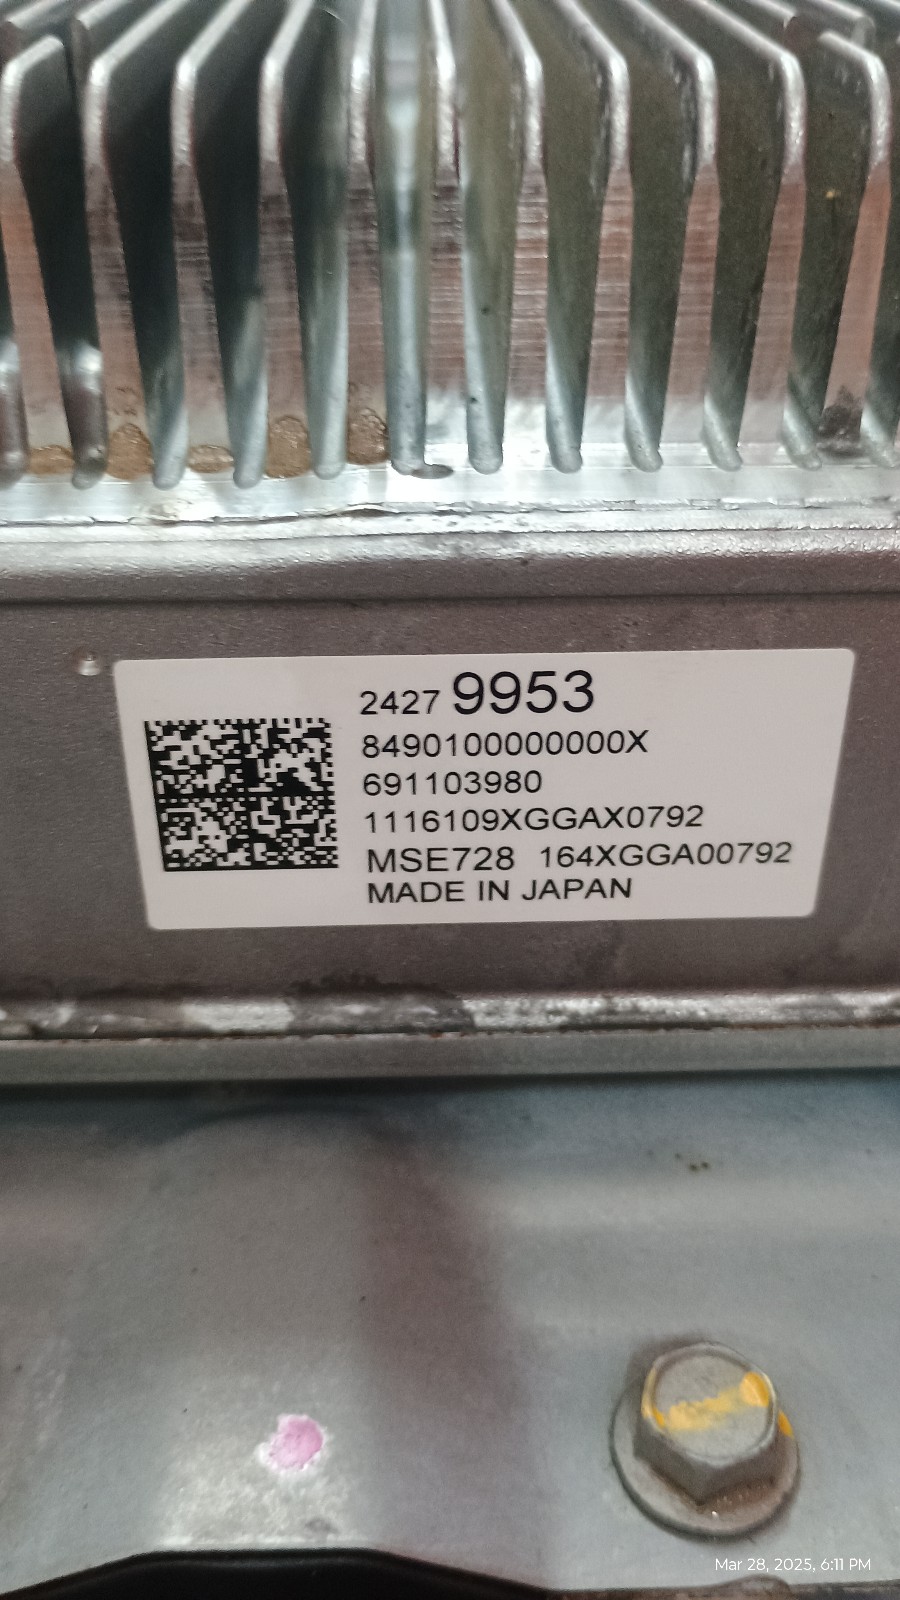 2427 9953
8490100000000X
691103980
1116109XGGAX0792
MSE728 164XGGA00792
MADE IN JAPAN
Mar 28, 2025, 6:11 PM